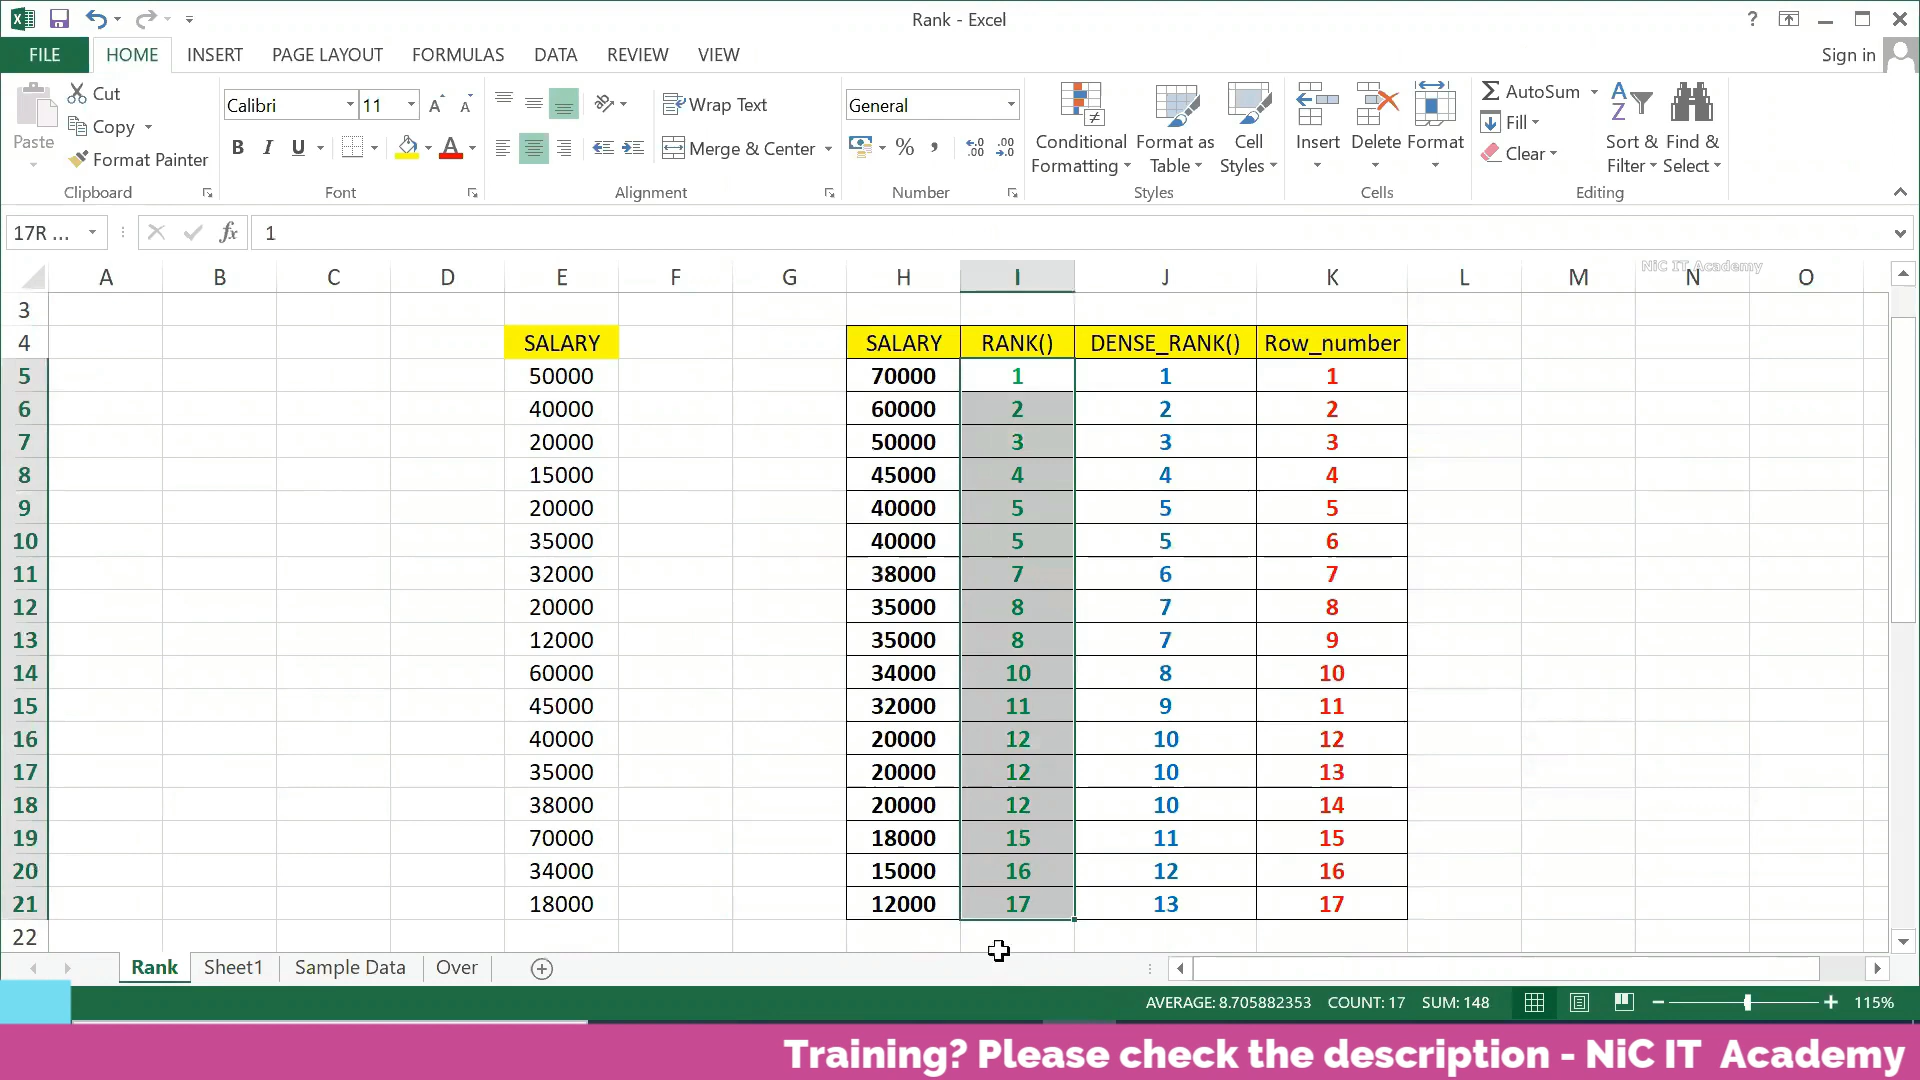 Rank - Excel
?
FILE HOME INSERT PAGE LAYOUT FORMULAS DATA REVIEW VIEW Sign in
Paste Cut Copy Format Painter Clipboard
Calibri 11 A A B I U A Font
Wrap Text Merge & Center Alignment
General % , Number
Conditional Formatting Format as Table Cell Styles Styles
Insert Delete Format Cells
AutoSum Fill Clear Sort & Filter Find & Select Editing
17R ... fx 1
NiC IT Academy
A B C D E F G H I J K L M N O
3
4 SALARY SALARY RANK() DENSE_RANK() Row_number
5 50000 70000 1 1 1
6 40000 60000 2 2 2
7 20000 50000 3 3 3
8 15000 45000 4 4 4
9 20000 40000 5 5 5
10 35000 40000 5 5 6
11 32000 38000 7 6 7
12 20000 35000 8 7 8
13 12000 35000 8 7 9
14 60000 34000 10 8 10
15 45000 32000 11 9 11
16 40000 20000 12 10 12
17 35000 20000 12 10 13
18 38000 20000 12 10 14
19 70000 18000 15 11 15
20 34000 15000 16 12 16
21 18000 12000 17 13 17
22
Rank Sheet1 Sample Data Over
AVERAGE: 8.705882353 COUNT: 17 SUM: 148 115%
Training? Please check the description - NiC IT Academy